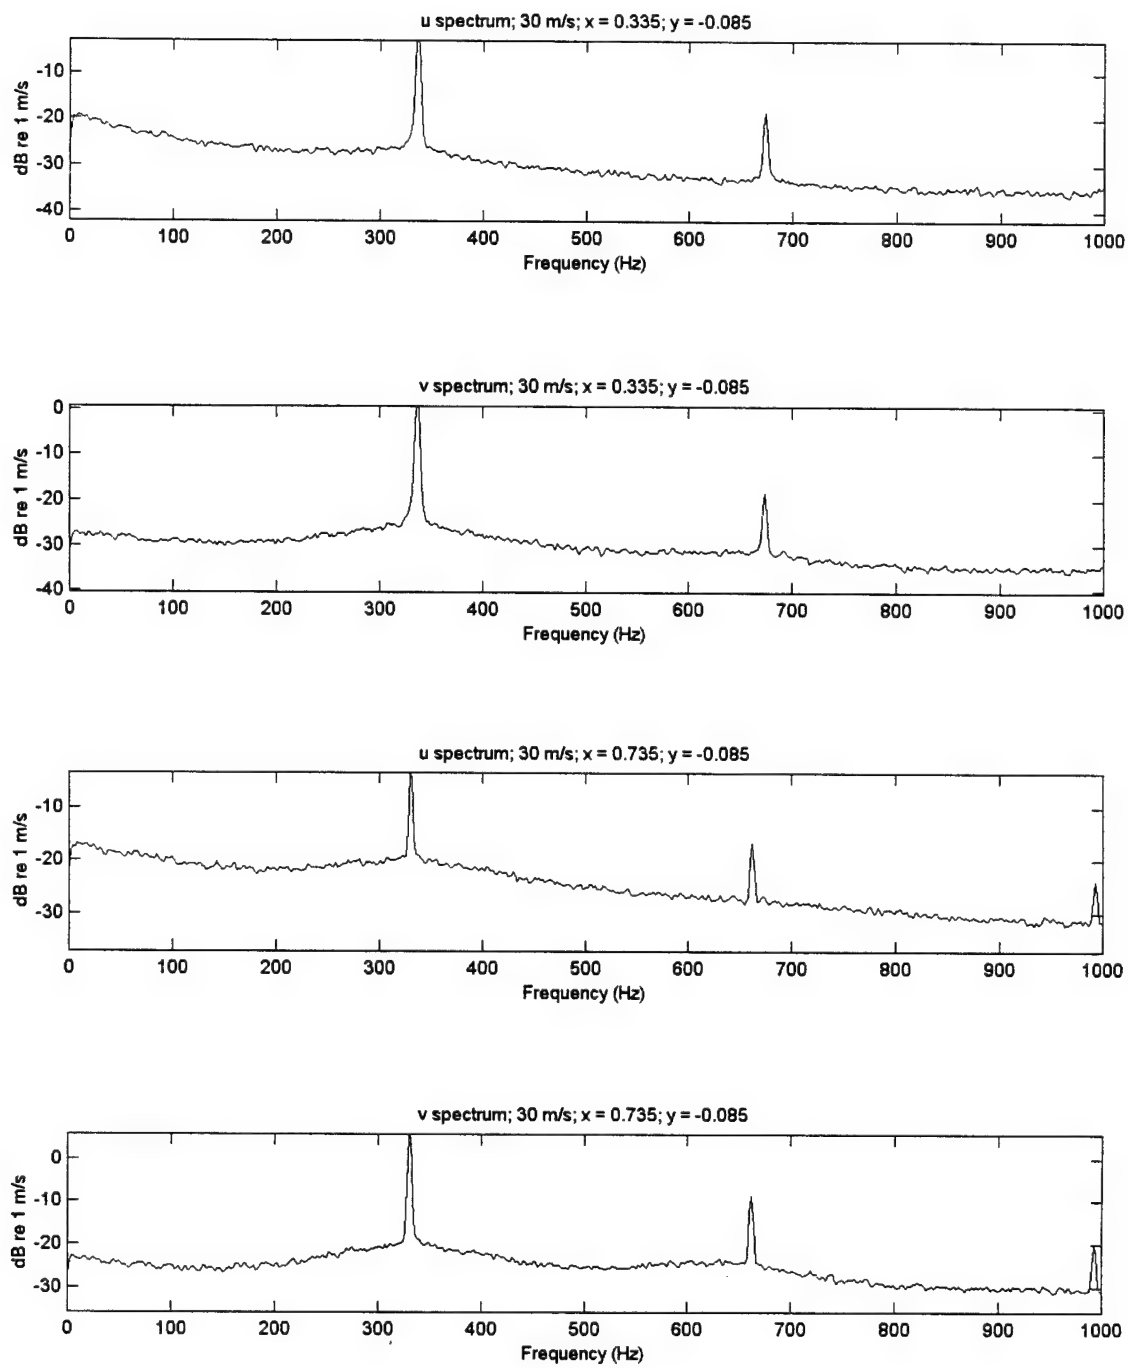 u spectrum; 30 m/s; x = 0.335; y = -0.085
dB re 1 m/s
-10
-20
-30
-40
0 100 200 300 400 500 600 700 800 900 1000
Frequency (Hz)
v spectrum; 30 m/s; x = 0.335; y = -0.085
dB re 1 m/s
0
-10
-20
-30
-40
0 100 200 300 400 500 600 700 800 900 1000
Frequency (Hz)
u spectrum; 30 m/s; x = 0.735; y = -0.085
dB re 1 m/s
-10
-20
-30
0 100 200 300 400 500 600 700 800 900 1000
Frequency (Hz)
v spectrum; 30 m/s; x = 0.735; y = -0.085
dB re 1 m/s
0
-10
-20
-30
0 100 200 300 400 500 600 700 800 900 1000
Frequency (Hz)